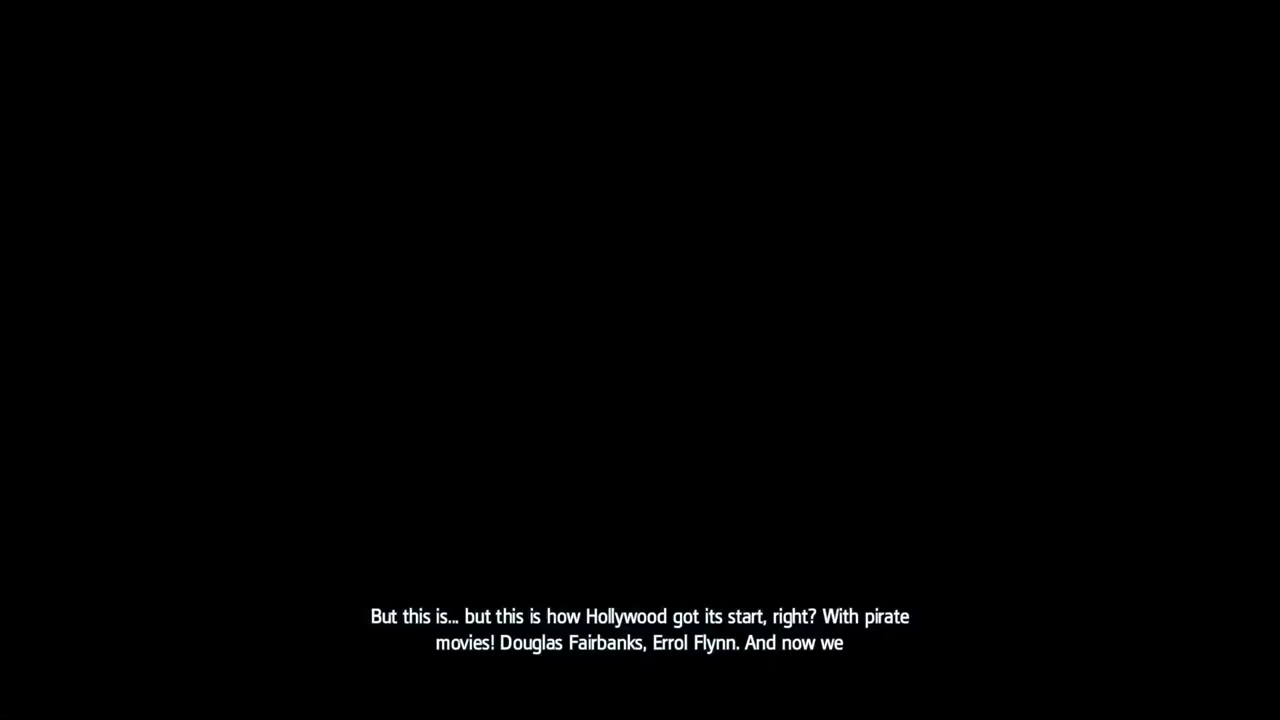 But this is... but this is how Hollywood got its start, right? With pirate
movies! Douglas Fairbanks, Errol Flynn. And now we